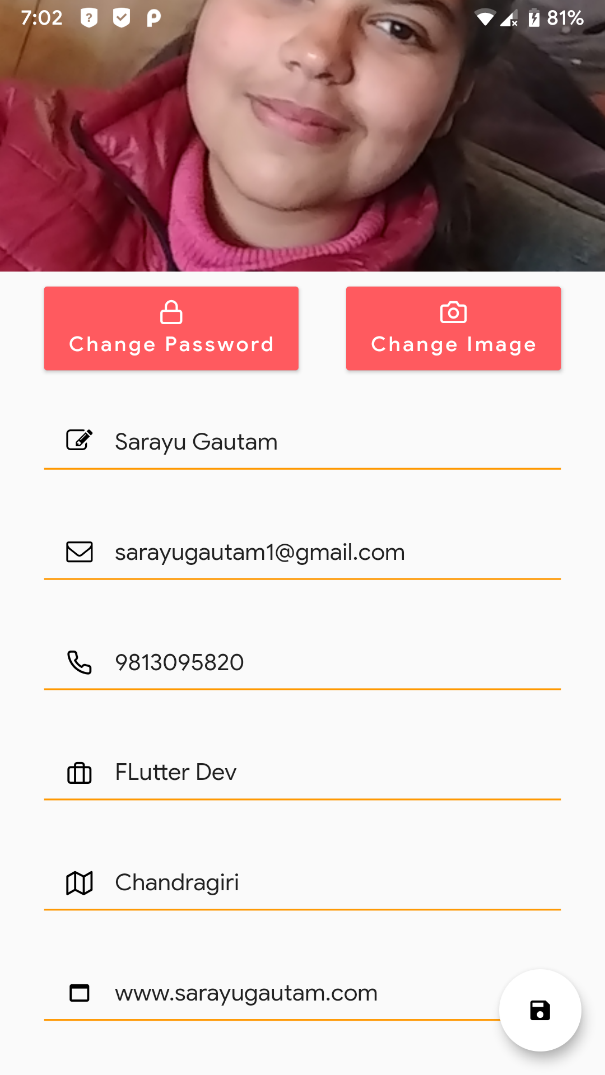 7:02 81%
Change Password Change Image
Sarayu Gautam
sarayugautam1@gmail.com
9813095820
FLutter Dev
Chandragiri
www.sarayugautam.com